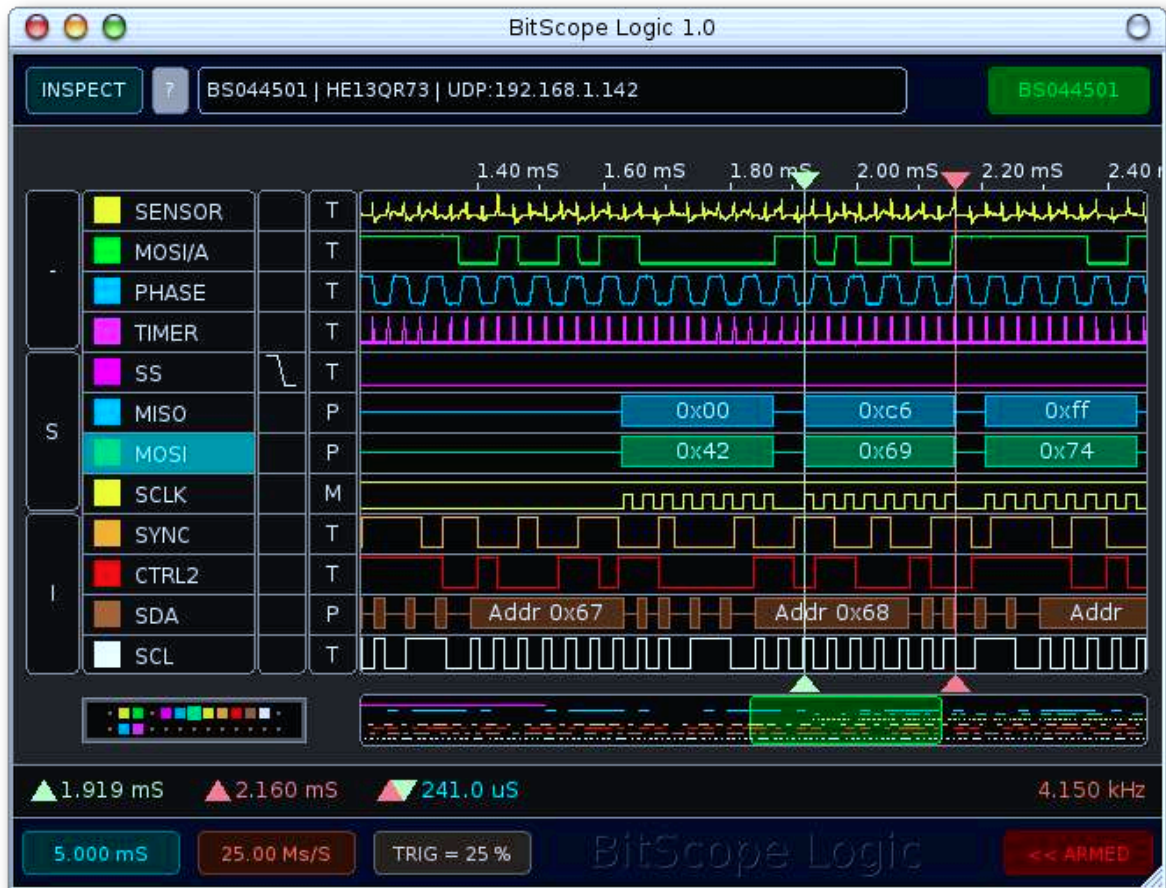 BitScope Logic 1.0
INSPECT ? BS044501 | HE13QR73 | UDP:192.168.1.142 BS044501
1.40 mS 1.60 mS 1.80 mS 2.00 mS 2.20 mS 2.40
SENSOR T
MOSI/A T
- PHASE T
TIMER T
SS T
MISO P 0x00 0xc6 0xff
S MOSI P 0x42 0x69 0x74
SCLK M
SYNC T
I CTRL2 T
SDA P Addr 0x67 Addr 0x68 Addr
SCL T
1.919 mS 2.160 mS 241.0 uS 4.150 kHz
5.000 mS 25.00 Ms/S TRIG = 25 % BitScope Logic << ARMED